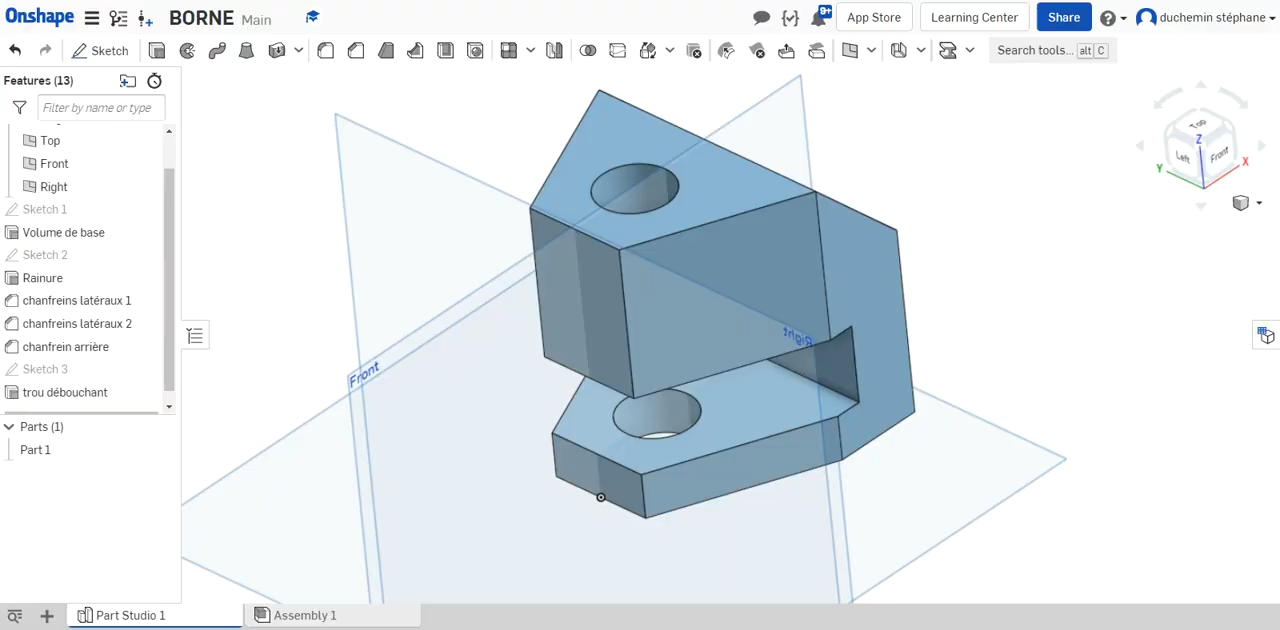 Onshape BORNE Main 9+ App Store Learning Center Share duchemin stéphane
Sketch Search tools... alt C
Features (13)
Filter by name or type
Top
Front
Right
Sketch 1
Volume de base
Sketch 2
Rainure
chanfreins latéraux 1
chanfreins latéraux 2
chanfrein arrière
Sketch 3
trou débouchant
Parts (1)
Part 1
Front
Right
Top
Left
Front
Z
Y
X
Part Studio 1 Assembly 1